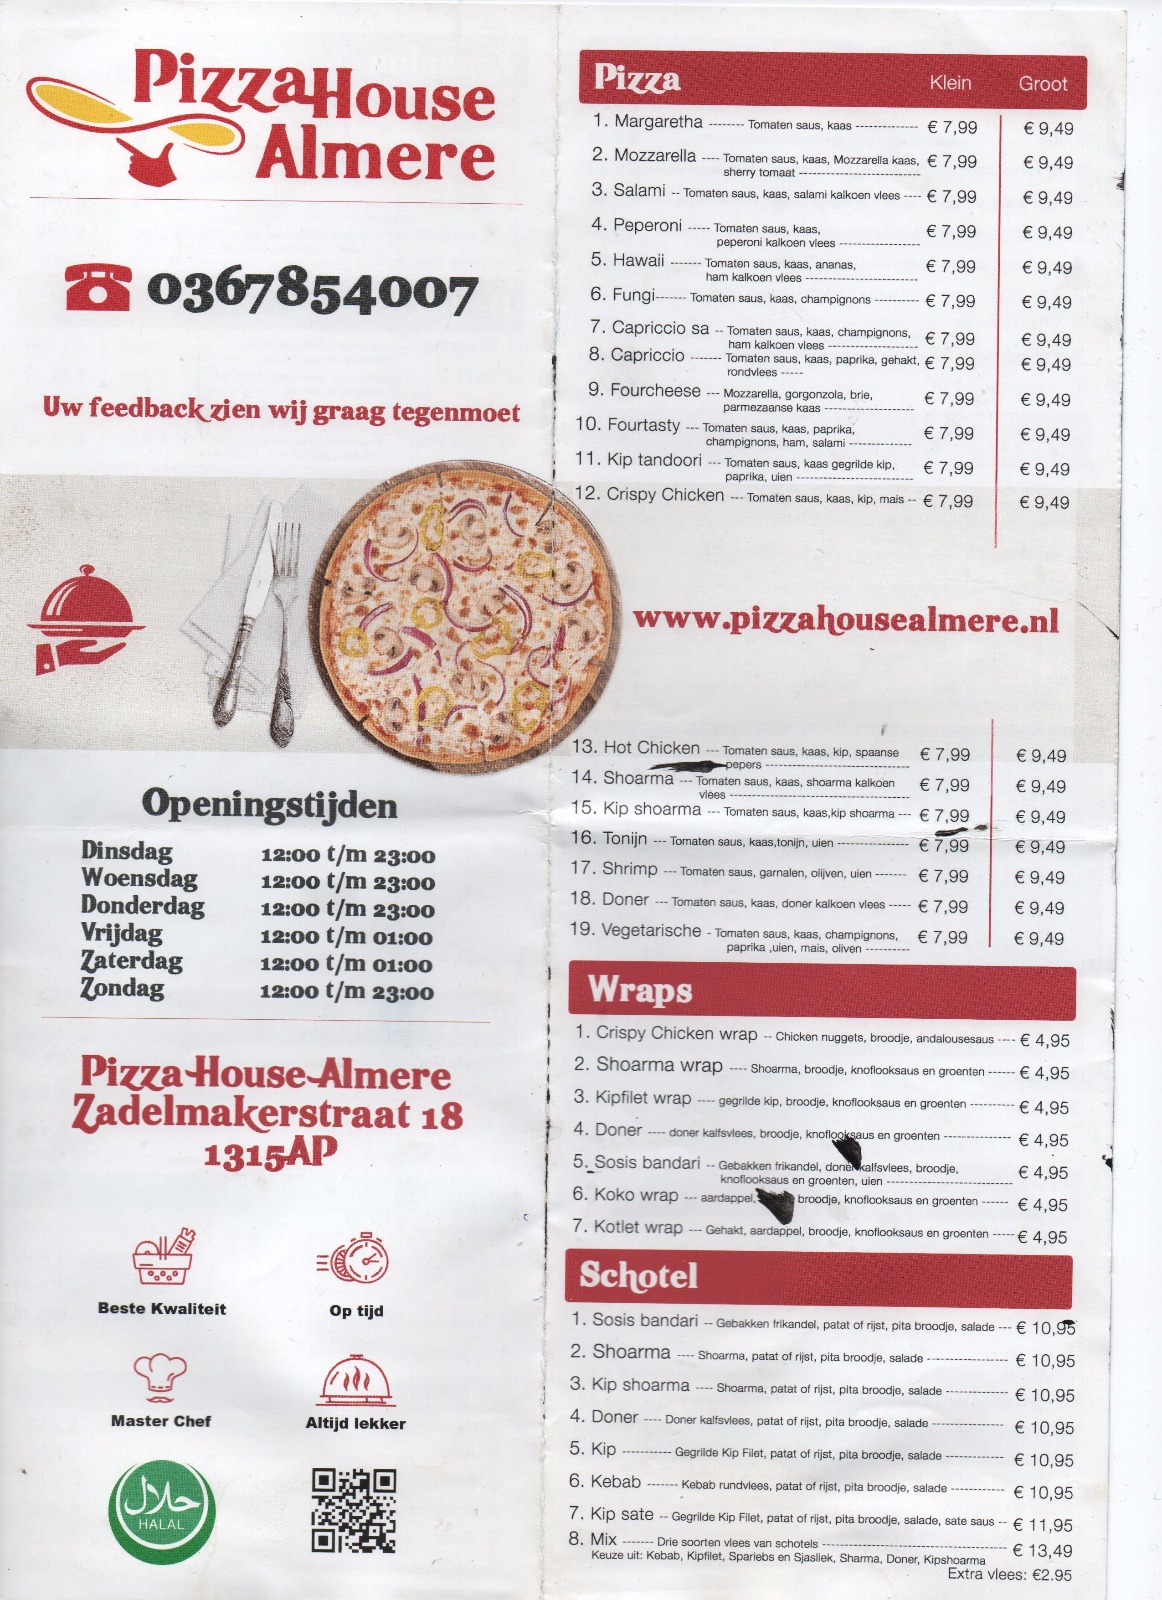 PizzaHouse
Almere
0367854007
Uw feedback zien wij graag tegenmoet
Openingstijden
Dinsdag 12:00 t/m 23:00
Woensdag 12:00 t/m 23:00
Donderdag 12:00 t/m 23:00
Vrijdag 12:00 t/m 01:00
Zaterdag 12:00 t/m 01:00
Zondag 12:00 t/m 23:00
Pizza-House-Almere
Zadelmakerstraat 18
1315AP
Beste Kwaliteit
Op tijd
Master Chef
Altijd lekker
حلال
HALAL
Pizza Klein Groot
1. Margaretha -------- Tomaten saus, kaas -------------- € 7,99 € 9,49
2. Mozzarella ---- Tomaten saus, kaas, Mozzarella kaas, € 7,99 € 9,49
sherry tomaat ---------------------------
3. Salami -- Tomaten saus, kaas, salami kalkoen vlees ---- € 7,99 € 9,49
4. Peperoni ----- Tomaten saus, kaas, € 7,99 € 9,49
peperoni kalkoen vlees ------------------
5. Hawaii ------- Tomaten saus, kaas, ananas, € 7,99 € 9,49
ham kalkoen vlees -------------------------
6. Fungi------ Tomaten saus, kaas, champignons ---------- € 7,99 € 9,49
7. Capriccio sa -- Tomaten saus, kaas, champignons, € 7,99 € 9,49
ham kalkoen vlees --------------------
8. Capriccio ------- Tomaten saus, kaas, paprika, gehakt, € 7,99 € 9,49
rondvlees -----
9. Fourcheese --- Mozzarella, gorgonzola, brie, € 7,99 € 9,49
parmezaanse kaas --------------------
10. Fourtasty --- Tomaten saus, kaas, paprika, € 7,99 € 9,49
champignons, ham, salami --------------
11. Kip tandoori --- Tomaten saus, kaas gegrilde kip, € 7,99 € 9,49
paprika, uien --------------------------
12. Crispy Chicken --- Tomaten saus, kaas, kip, mais -- € 7,99 € 9,49
www.pizzahousealmere.nl
13. Hot Chicken --- Tomaten saus, kaas, kip, spaanse € 7,99 € 9,49
pepers --------------------------------
14. Shoarma --- Tomaten saus, kaas, shoarma kalkoen € 7,99 € 9,49
vlees ----------------------------------------
15. Kip shoarma --- Tomaten saus, kaas,kip shoarma --- € 7,99 € 9,49
16. Tonijn --- Tomaten saus, kaas,tonijn, uien ---------------- € 7,99 € 9,49
17. Shrimp --- Tomaten saus, garnalen, olijven, uien ------- € 7,99 € 9,49
18. Doner --- Tomaten saus, kaas, doner kalkoen vlees ----- € 7,99 € 9,49
19. Vegetarische - Tomaten saus, kaas, champignons, € 7,99 € 9,49
paprika ,uien, mais, oliven ----------
Wraps
1. Crispy Chicken wrap -- Chicken nuggets, broodje, andalousesaus ---- € 4,95
2. Shoarma wrap ---- Shoarma, broodje, knoflooksaus en groenten ------ € 4,95
3. Kipfilet wrap ---- gegrilde kip, broodje, knoflooksaus en groenten ---------- € 4,95
4. Doner ---- doner kalfsvlees, broodje, knoflooksaus en groenten --------------- € 4,95
5. Sosis bandari -- Gebakken frikandel, doner kalfsvlees, broodje, € 4,95
knoflooksaus en groenten, uien ----------------------------
6. Koko wrap --- aardappel, broodje, knoflooksaus en groenten ------ € 4,95
7. Kotlet wrap --- Gehakt, aardappel, broodje, knoflooksaus en groenten ----- € 4,95
Schotel
1. Sosis bandari -- Gebakken frikandel, patat of rijst, pita broodje, salade --- € 10,95
2. Shoarma ---- Shoarma, patat of rijst, pita broodje, salade ------------------ € 10,95
3. Kip shoarma ---- Shoarma, patat of rijst, pita broodje, salade ------------- € 10,95
4. Doner ---- Doner kalfsvlees, patat of rijst, pita broodje, salade ---------------- € 10,95
5. Kip ----------- Gegrilde Kip Filet, patat of rijst, pita broodje, salade ------------ € 10,95
6. Kebab ------- Kebab rundvlees, patat of rijst, pita broodje, salade ----------- € 10,95
7. Kip sate -- Gegrilde Kip Filet, patat of rijst, pita broodje, salade, sate saus -- € 11,95
8. Mix ------- Drie soorten vlees van schotels ---------------------------------------- € 13,49
Keuze uit: Kebab, Kipfilet, Spariebs en Sjasliek, Sharma, Doner, Kipshoarma
Extra vlees: €2.95